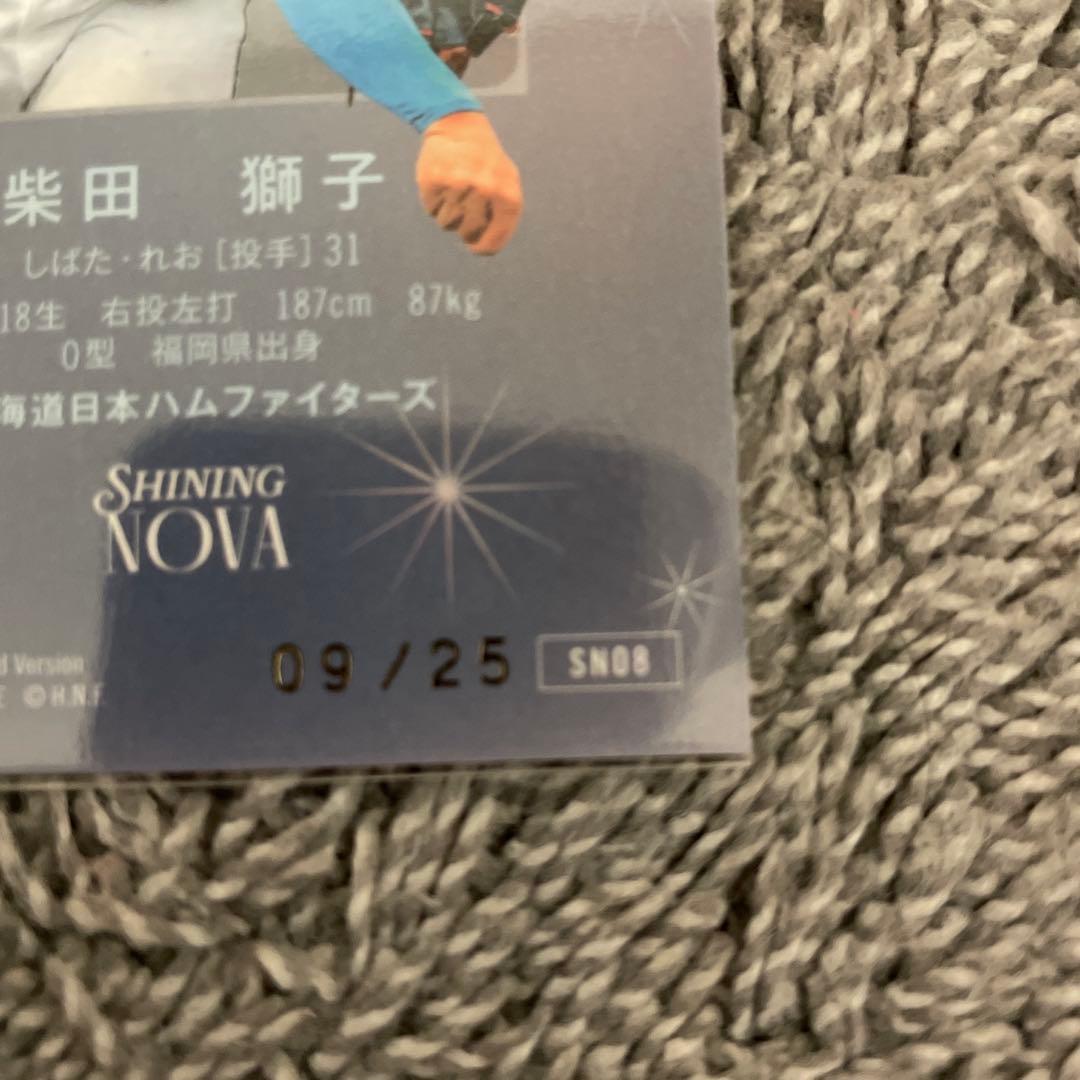 柴田 獅子
しばた・れお [投手] 31
18生 右投左打 187cm 87kg
O型 福岡県出身
海道日本ハムファイターズ
SHINING
NOVA
d Version
©H.N.F.
09/25
SN08